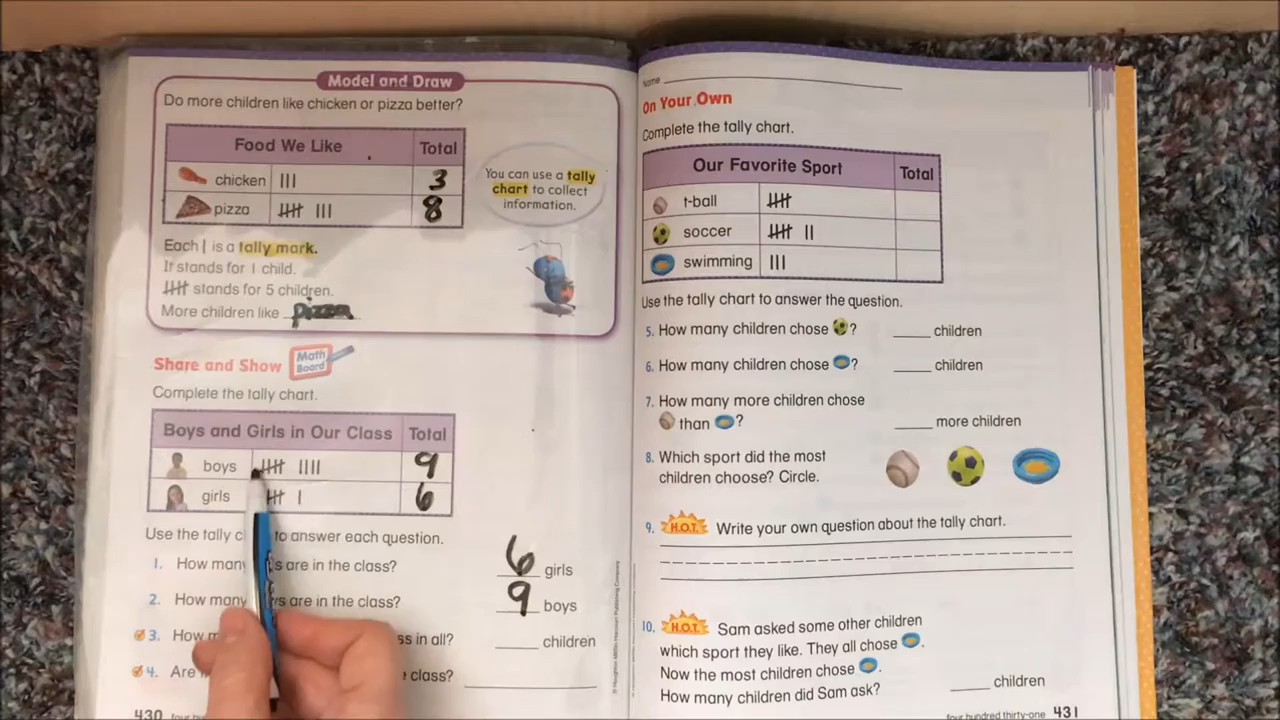 Model and Draw
Do more children like chicken or pizza better?
Food We Like Total
chicken 3
pizza 8
You can use a tally
chart to collect
information.
Each | is a tally mark.
It stands for 1 child.
stands for 5 children.
More children like pizza
Share and Show Math Board
Complete the tally chart.
Boys and Girls in Our Class Total
boys 9
girls 6
Use the tally to answer each question.
1. How are in the class? 6 girls
2. How are in the class? 9 boys
3. in all? children
4. Are class?
430
Name
On Your Own
Complete the tally chart.
Our Favorite Sport Total
t-ball
soccer
swimming
Use the tally chart to answer the question.
5. How many children chose ? children
6. How many children chose ? children
7. How many more children chose
than ? more children
8. Which sport did the most
children choose? Circle.
9. H.O.T. Write your own question about the tally chart.
10. H.O.T. Sam asked some other children
which sport they like. They all chose .
Now the most children chose .
How many children did Sam ask? children
four hundred thirty-one 431